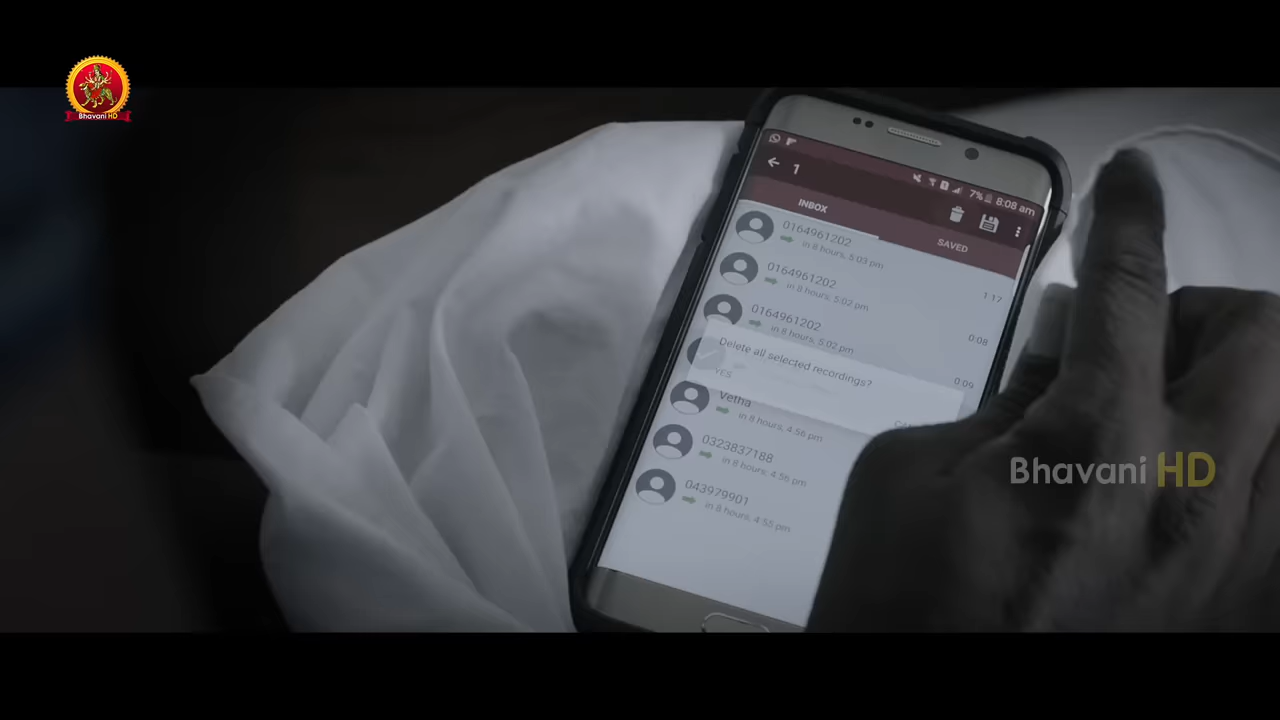 Bhavani HD
7% 8:08 am
1
INBOX
SAVED
0164961202
in 8 hours, 5:03 pm
1:17
0164961202
in 8 hours, 5:02 pm
0:08
0164961202
in 8 hours, 5:02 pm
0:09
Delete all selected recordings?
YES
Vetha
in 8 hours, 4:56 pm
0323837188
in 8 hours, 4:56 pm
043979901
in 8 hours, 4:55 pm
Bhavani HD